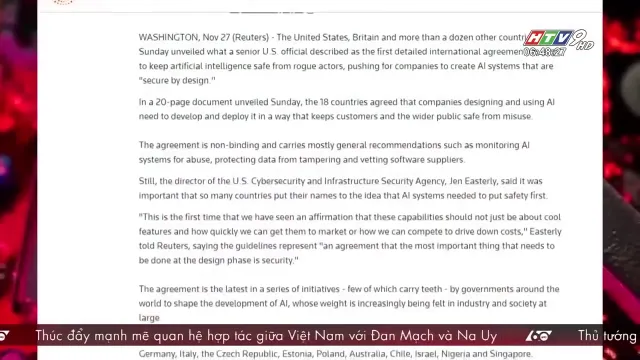 WASHINGTON, Nov 27 (Reuters) - The United States, Britain and more than a dozen other countries
Sunday unveiled what a senior U.S. official described as the first detailed international agreement
to keep artificial intelligence safe from rogue actors, pushing for companies to create AI systems that are
"secure by design."
In a 20-page document unveiled Sunday, the 18 countries agreed that companies designing and using AI
need to develop and deploy it in a way that keeps customers and the wider public safe from misuse.
The agreement is non-binding and carries mostly general recommendations such as monitoring AI
systems for abuse, protecting data from tampering and vetting software suppliers.
Still, the director of the U.S. Cybersecurity and Infrastructure Security Agency, Jen Easterly, said it was
important that so many countries put their names to the idea that AI systems needed to put safety first.
"This is the first time that we have seen an affirmation that these capabilities should not just be about cool
features and how quickly we can get them to market or how we can compete to drive down costs," Easterly
told Reuters, saying the guidelines represent "an agreement that the most important thing that needs to
be done at the design phase is security."
The agreement is the latest in a series of initiatives - few of which carry teeth - by governments around the
world to shape the development of AI, whose weight is increasingly being felt in industry and society at
large
Germany, Italy, the Czech Republic, Estonia, Poland, Australia, Chile, Israel, Nigeria and Singapore.
HTV9 HD
06:48:27
Thúc đẩy mạnh mẽ quan hệ hợp tác giữa Việt Nam với Đan Mạch và Na Uy
60s
Thủ tướng